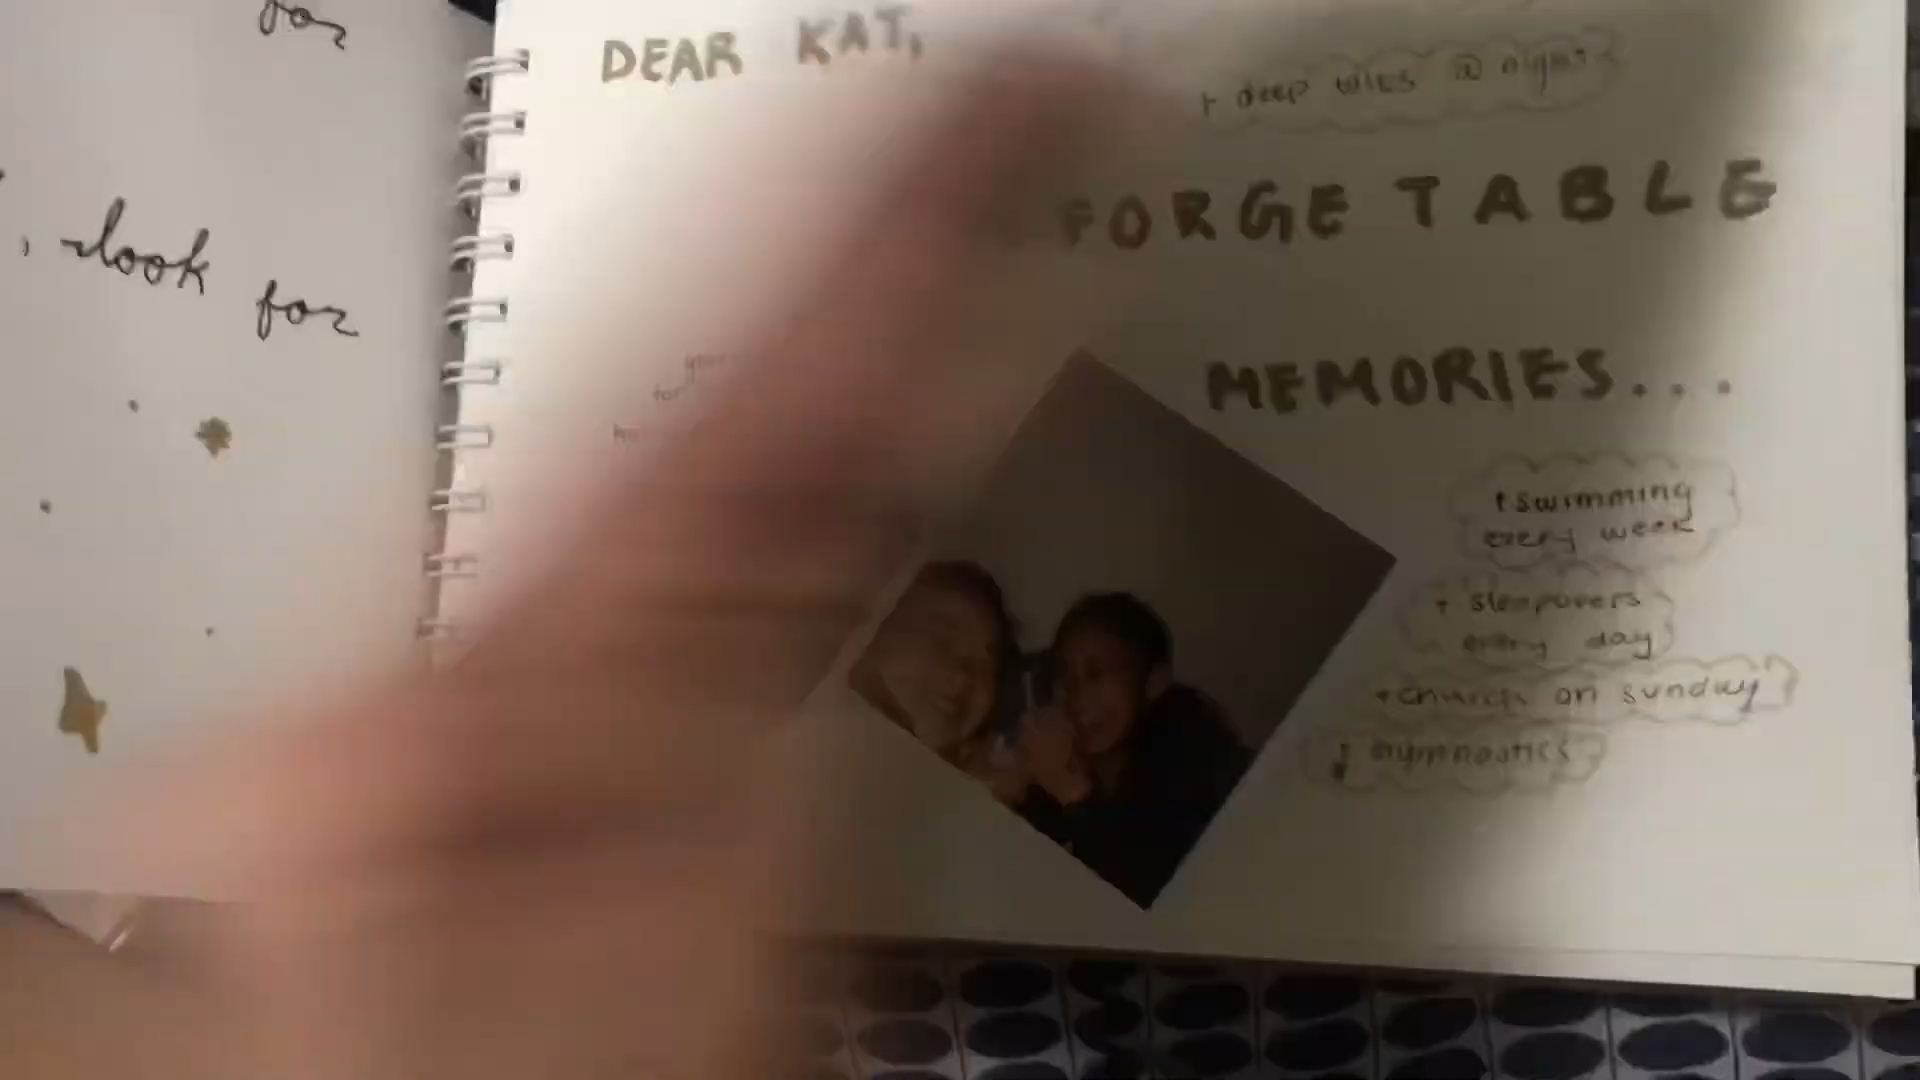 for
, look for
DEAR KAT,
+ deep talks @ night
FORGETABLE
MEMORIES...
+ swimming
every week
+ sleepovers
every day
+ church on sunday
+ gymnastics
for